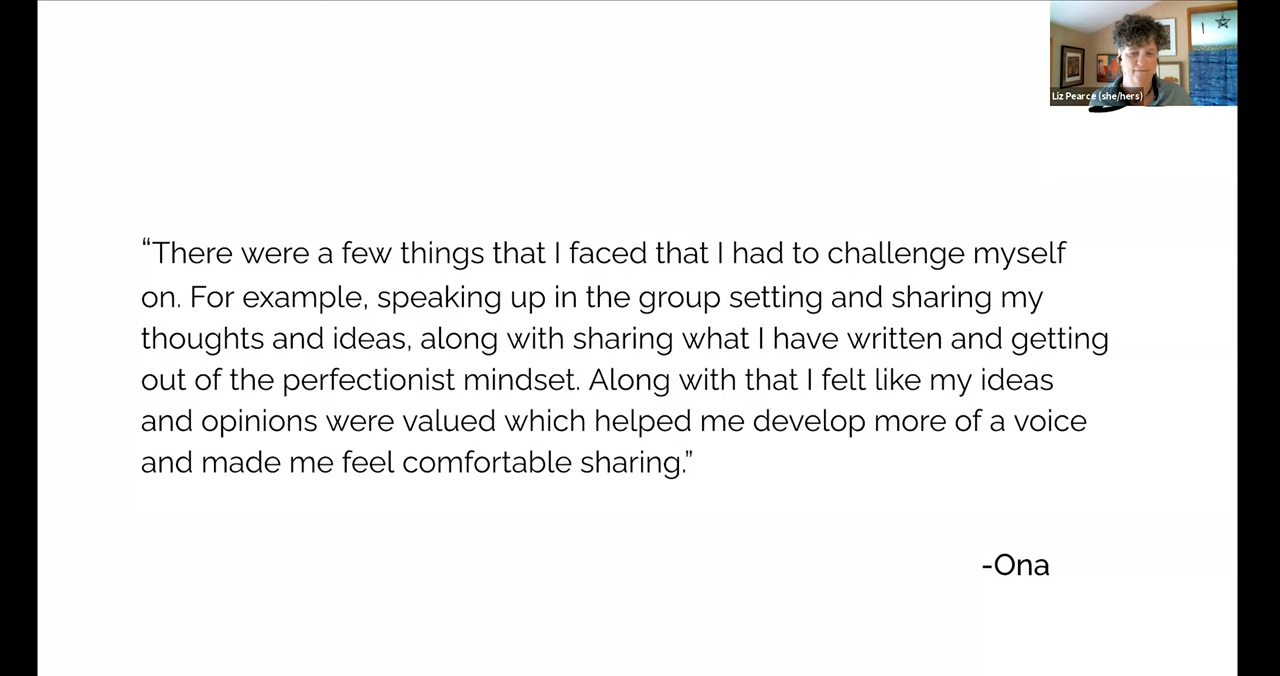 Liz Pearce (she/hers)
“There were a few things that I faced that I had to challenge myself
on. For example, speaking up in the group setting and sharing my
thoughts and ideas, along with sharing what I have written and getting
out of the perfectionist mindset. Along with that I felt like my ideas
and opinions were valued which helped me develop more of a voice
and made me feel comfortable sharing.”
-Ona